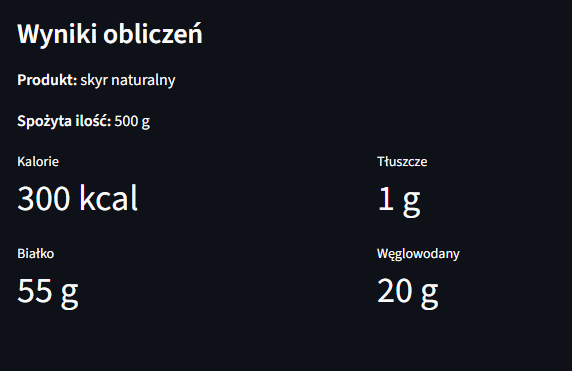 Wyniki obliczeń
Produkt: skyr naturalny
Spożyta ilość: 500 g
Kalorie
300 kcal
Tłuszcze
1 g
Białko
55 g
Węglowodany
20 g